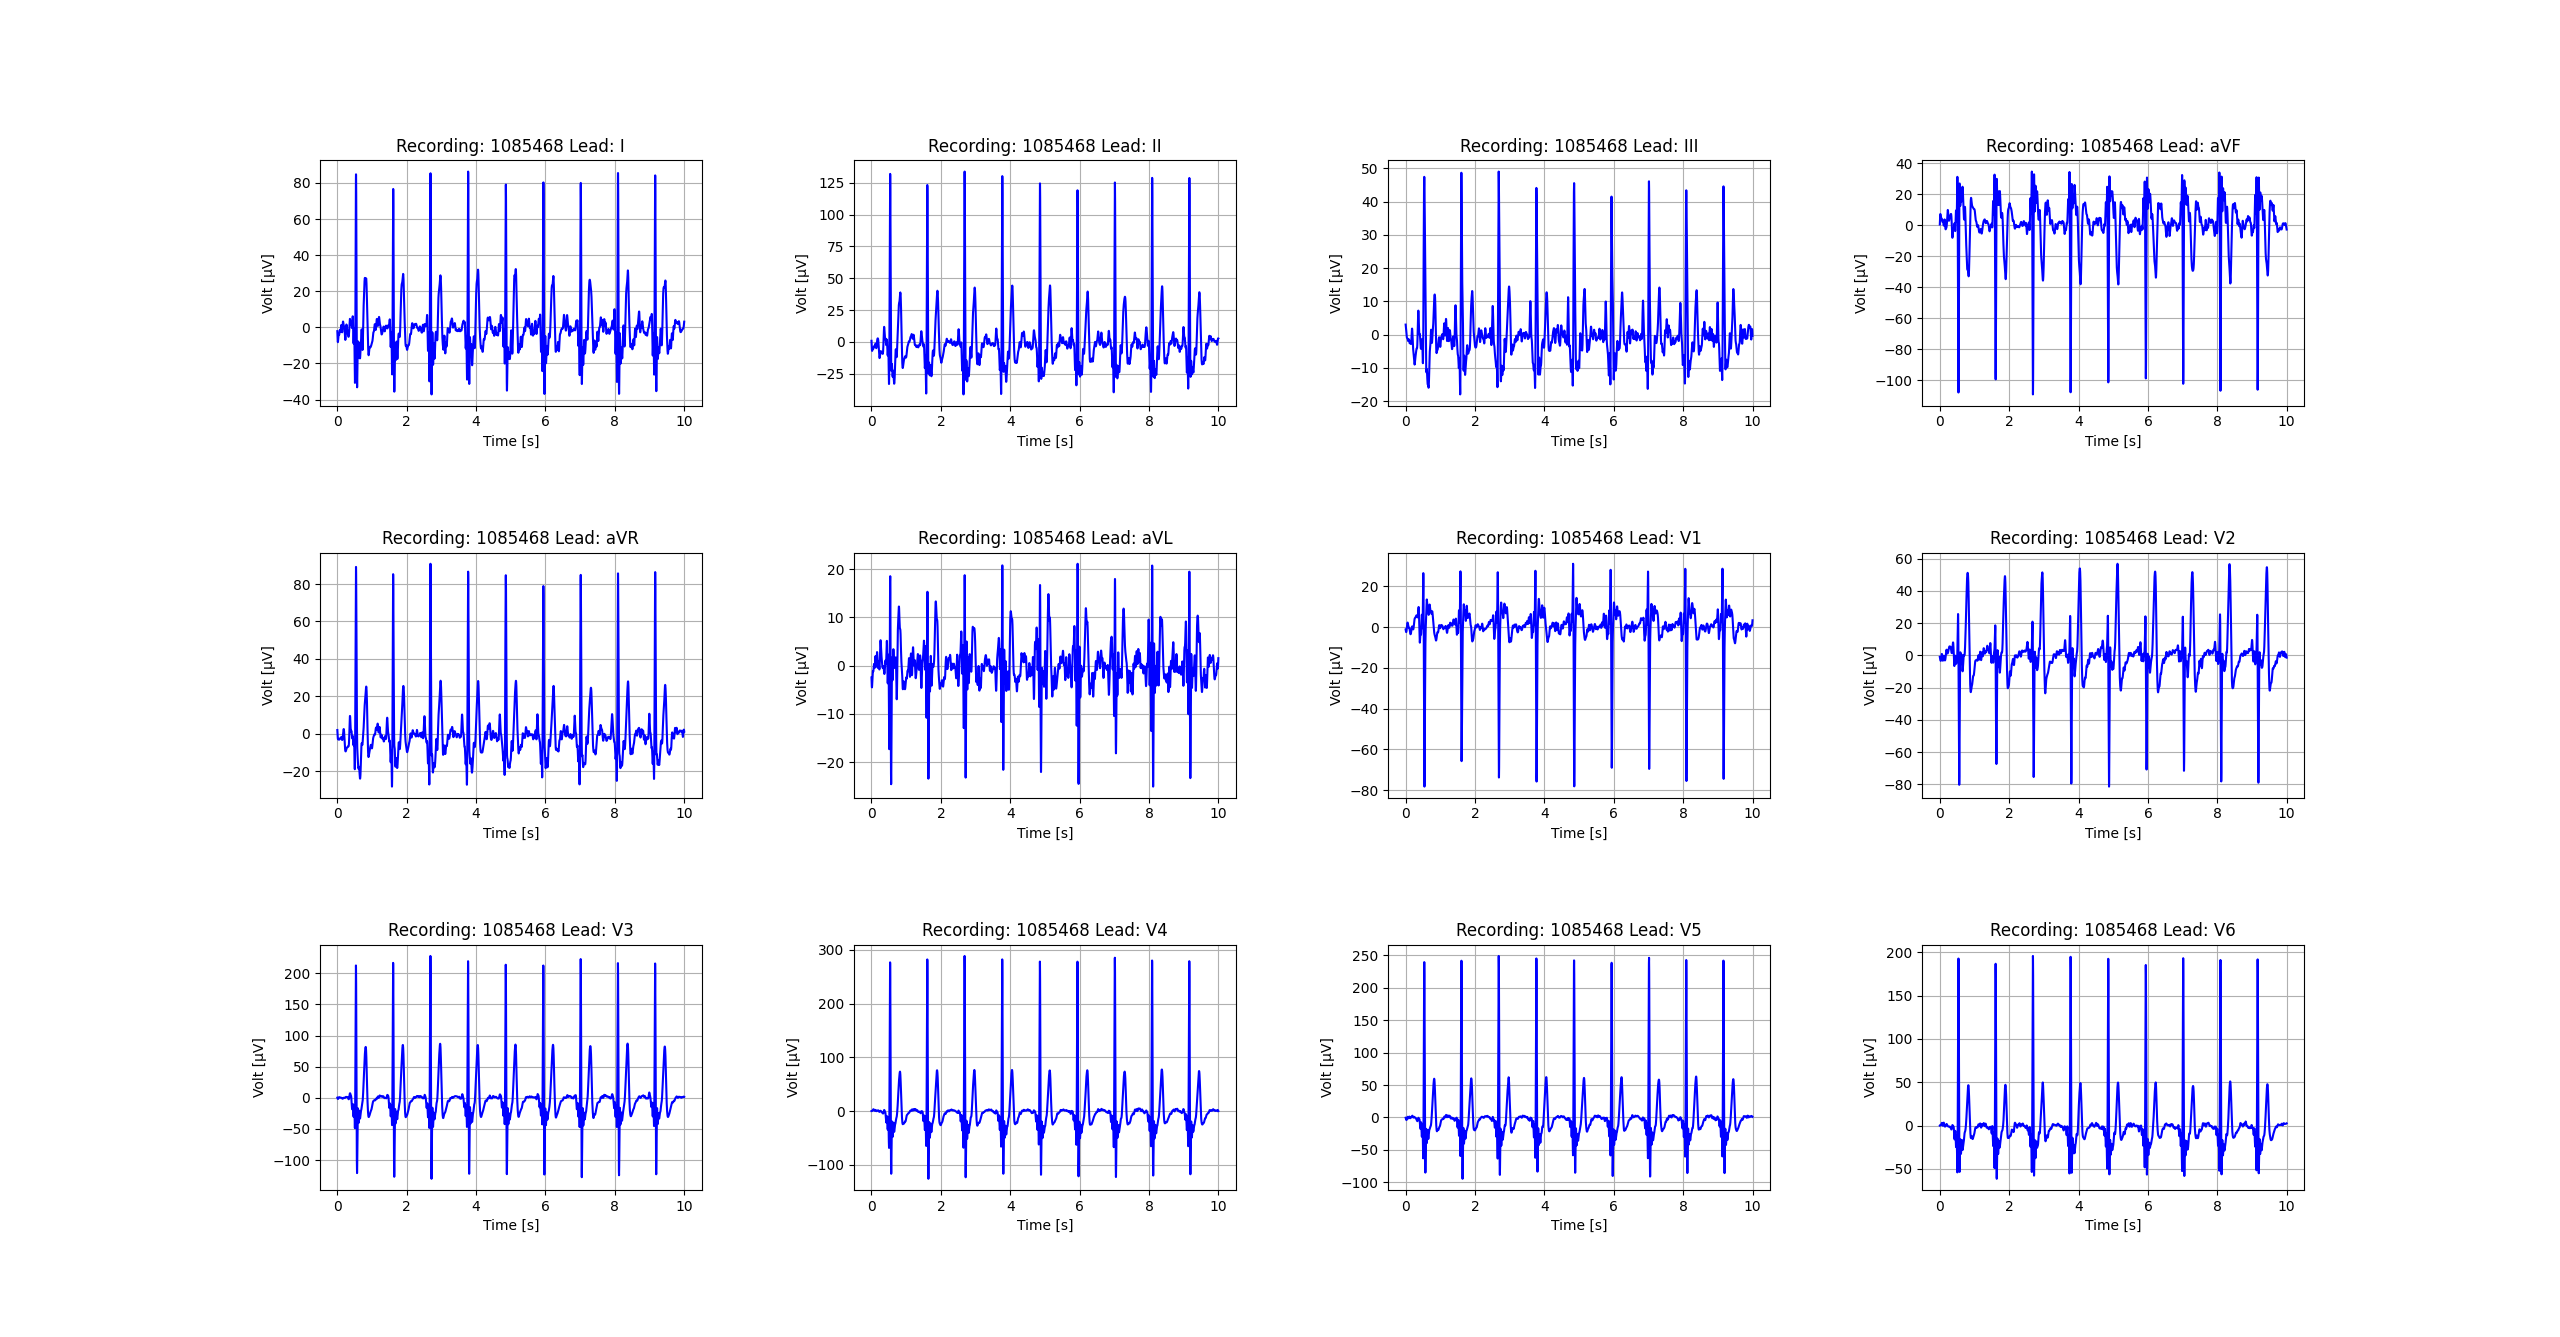 Recording: 1085468 Lead: I
Recording: 1085468 Lead: II
Recording: 1085468 Lead: III
Recording: 1085468 Lead: aVF
Volt [µV]
80
60
40
20
0
−20
−40
0 2 4 6 8 10
Time [s]
Volt [µV]
125
100
75
50
25
0
−25
0 2 4 6 8 10
Time [s]
Volt [µV]
50
40
30
20
10
0
−10
−20
0 2 4 6 8 10
Time [s]
Volt [µV]
40
20
0
−20
−40
−60
−80
−100
0 2 4 6 8 10
Time [s]
Recording: 1085468 Lead: aVR
Recording: 1085468 Lead: aVL
Recording: 1085468 Lead: V1
Recording: 1085468 Lead: V2
Volt [µV]
80
60
40
20
0
−20
0 2 4 6 8 10
Time [s]
Volt [µV]
20
10
0
−10
−20
0 2 4 6 8 10
Time [s]
Volt [µV]
20
0
−20
−40
−60
−80
0 2 4 6 8 10
Time [s]
Volt [µV]
60
40
20
0
−20
−40
−60
−80
0 2 4 6 8 10
Time [s]
Recording: 1085468 Lead: V3
Recording: 1085468 Lead: V4
Recording: 1085468 Lead: V5
Recording: 1085468 Lead: V6
Volt [µV]
200
150
100
50
0
−50
−100
0 2 4 6 8 10
Time [s]
Volt [µV]
300
200
100
0
−100
0 2 4 6 8 10
Time [s]
Volt [µV]
250
200
150
100
50
0
−50
−100
0 2 4 6 8 10
Time [s]
Volt [µV]
200
150
100
50
0
−50
0 2 4 6 8 10
Time [s]